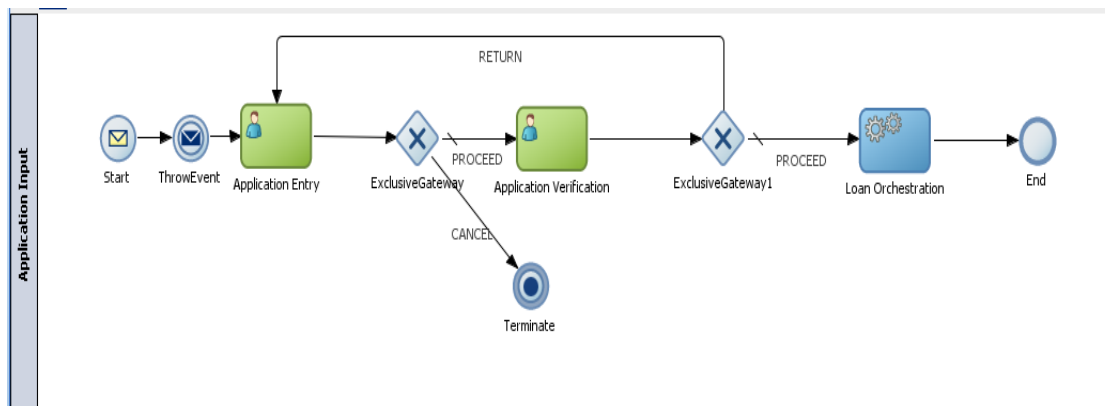 Application Input
RETURN
Start
ThrowEvent
Application Entry
ExclusiveGateway
PROCEED
Application Verification
ExclusiveGateway1
PROCEED
Loan Orchestration
End
CANCEL
Terminate